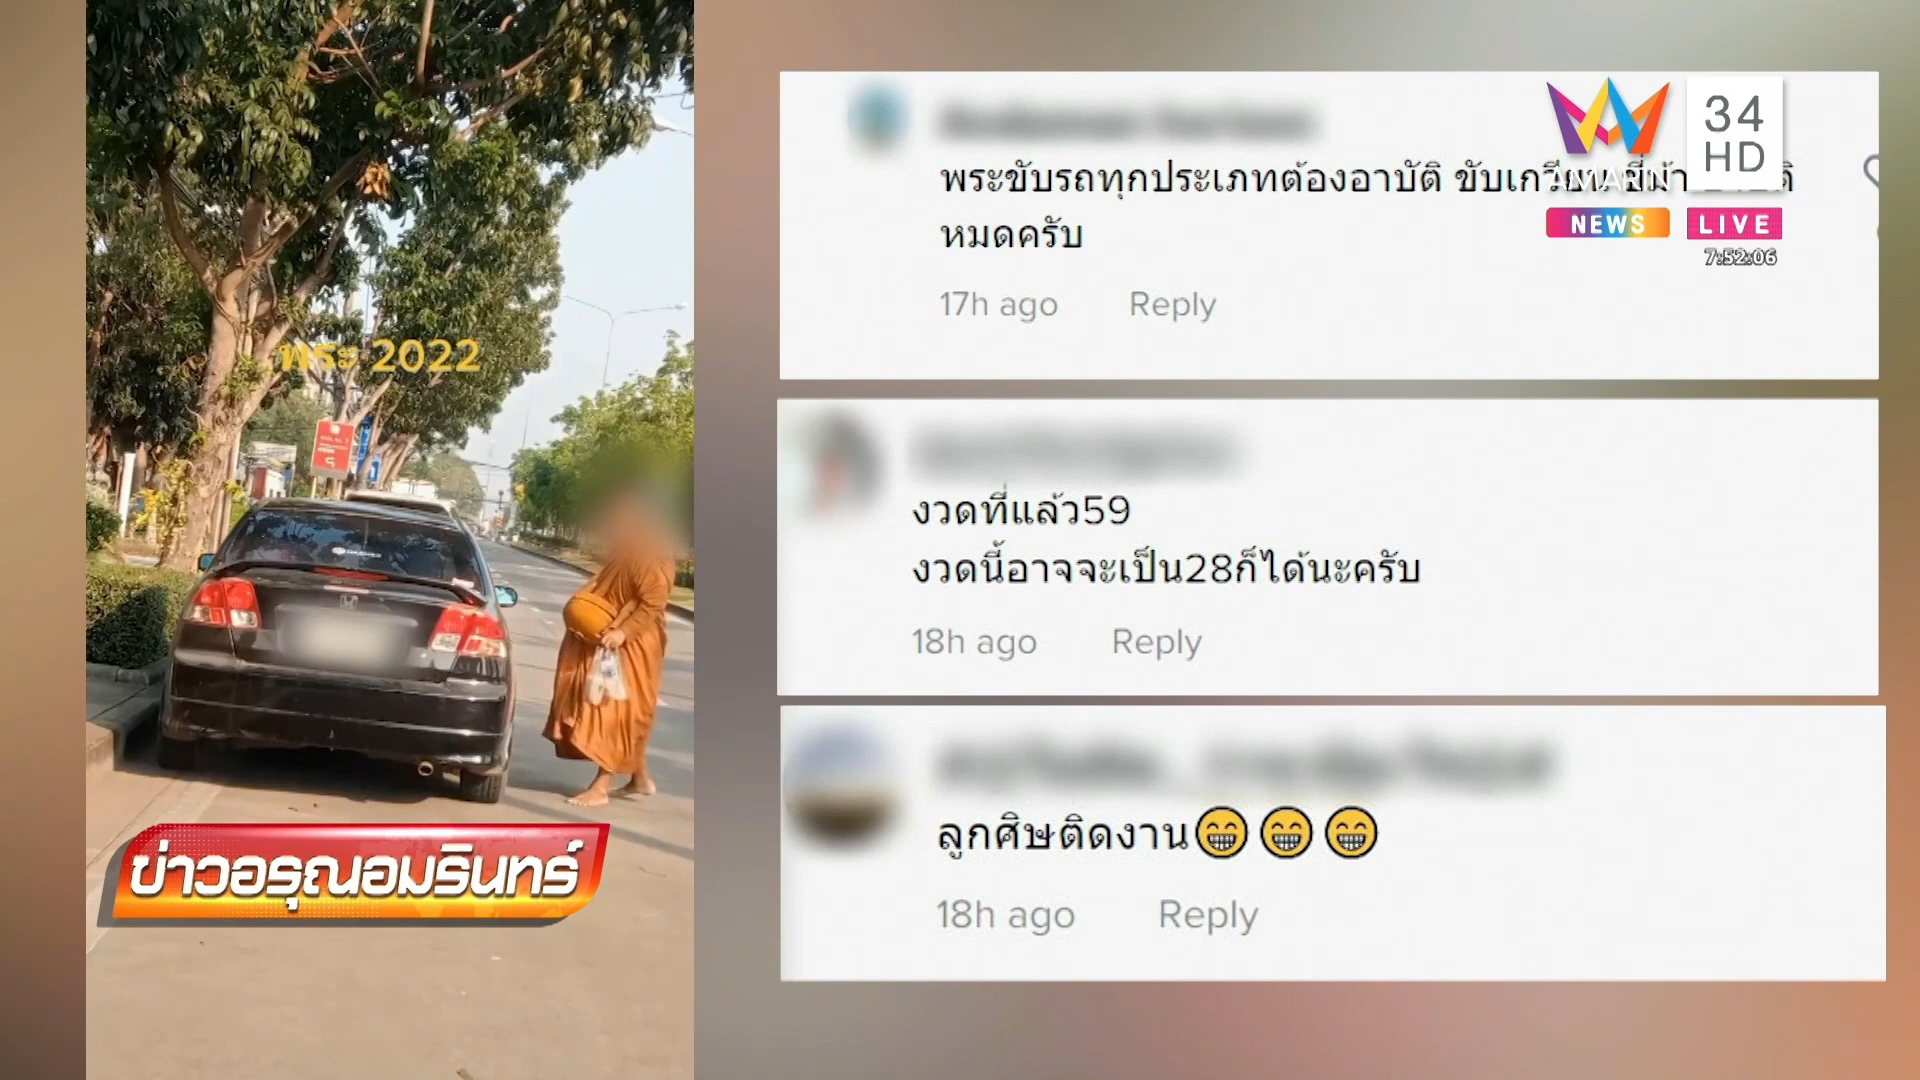 พระ 2022
ข่าวอรุณอมรินทร์
พระขับรถทุกประเภทต้องอาบัติ ขับเกวียน ขี่ม้า
หมดครับ
17h ago Reply
งวดที่แล้ว59
งวดนี้อาจจะเป็น28ก็ได้นะครับ
18h ago Reply
ลูกศิษติดงาน😁😁😁
18h ago Reply
AMARIN
34
HD
NEWS
LIVE
7:52:06